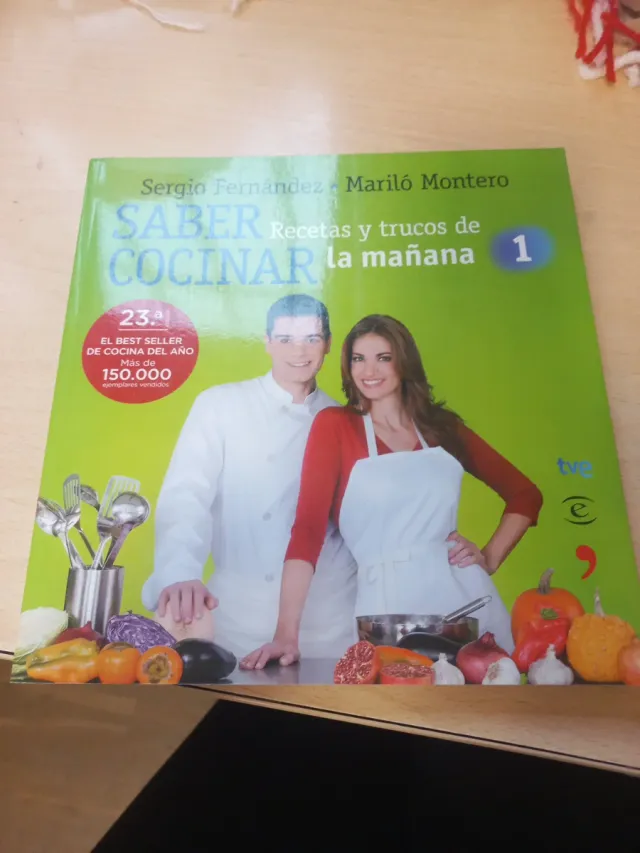 Sergio Fernández • Mariló Montero
SABER
COCINAR
Recetas y trucos de
la mañana
1
23.ª
EL BEST SELLER
DE COCINA DEL AÑO
Más de
150.000
ejemplares vendidos
tve
e